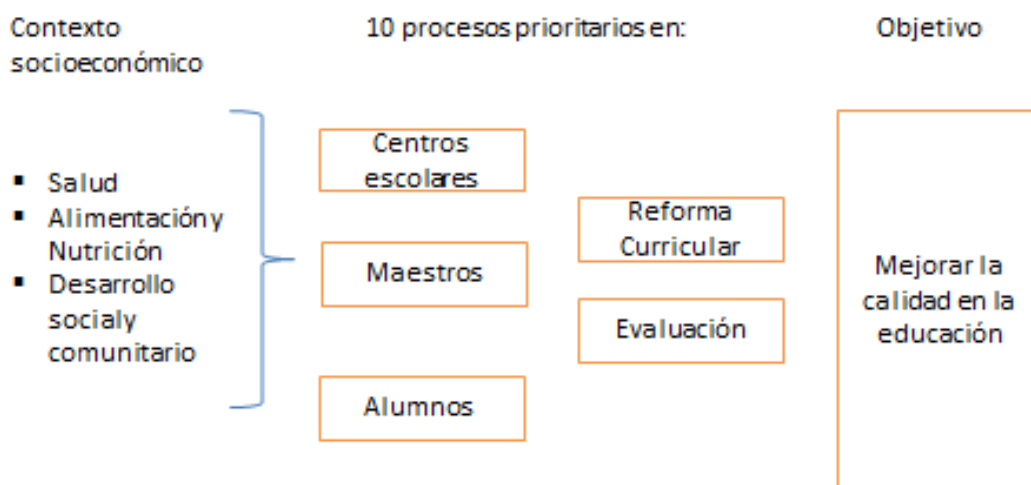 Contexto
socioeconómico
10 procesos prioritarios en:
Objetivo
▪ Salud
▪ Alimentación y
Nutrición
▪ Desarrollo
social y
comunitario
Centros
escolares
Maestros
Alumnos
Reforma
Curricular
Evaluación
Mejorar la
calidad en la
educación